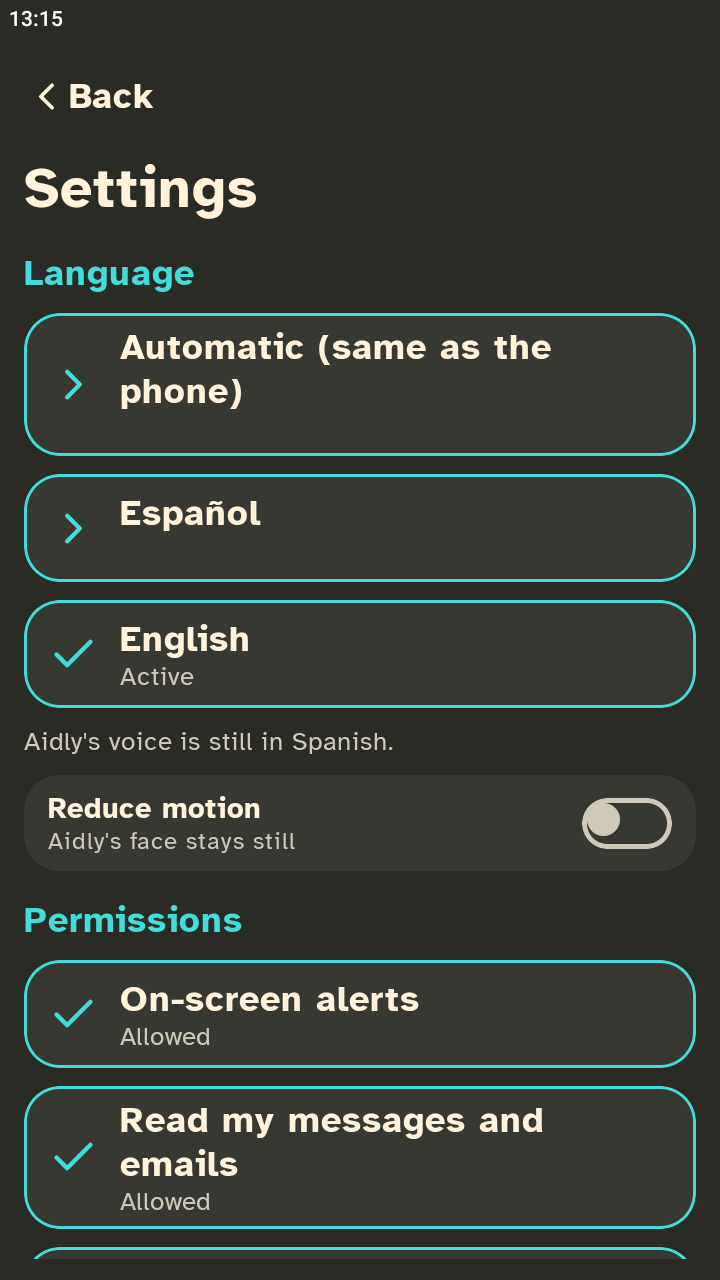 13:15
Back
Settings
Language
Automatic (same as the
phone)
Español
English
Active
Aidly's voice is still in Spanish.
Reduce motion
Aidly's face stays still
Permissions
On-screen alerts
Allowed
Read my messages and
emails
Allowed